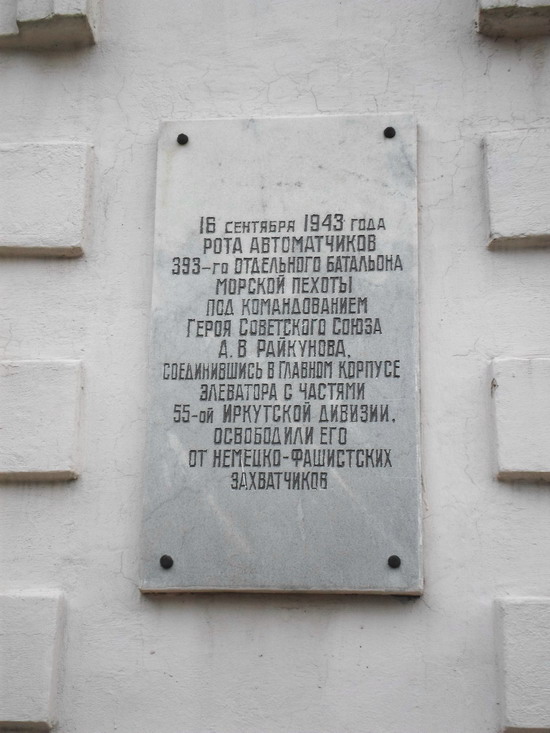 16 сентября 1943 года
рота автоматчиков
393-го отдельного батальона
морской пехоты
под командованием
Героя Советского Союза
А. В Райкунова,
соединившись в главном корпусе
элеватора с частями
55-ой Иркутской дивизии,
освободили его
от немецко-фашистских
захватчиков